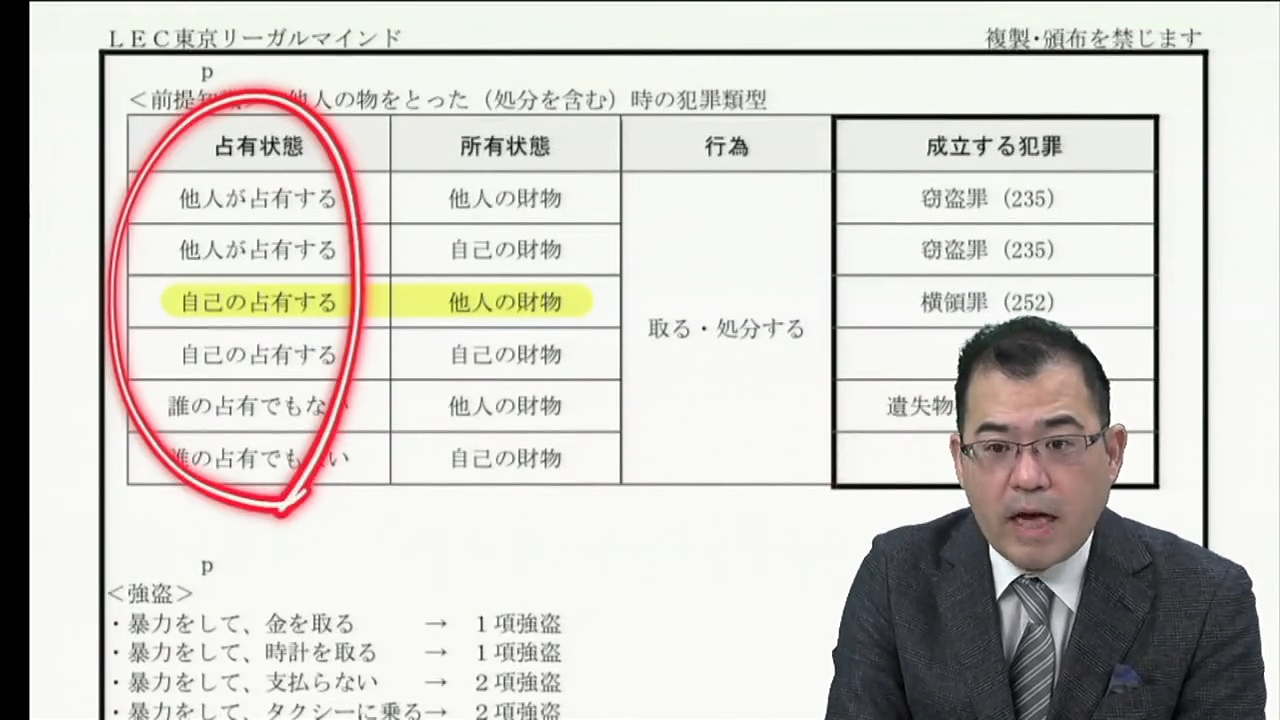 LEC東京リーガルマインド 複製・頒布を禁じます
p
＜前提 他人の物をとった（処分を含む）時の犯罪類型
占有状態 所有状態 行為 成立する犯罪
他人が占有する 他人の財物 窃盗罪（235）
他人が占有する 自己の財物 窃盗罪（235）
自己の占有する 他人の財物 横領罪（252）
取る・処分する
自己の占有する 自己の財物
誰の占有でもな 他人の財物 遺失物
誰の占有でも い 自己の財物
p
＜強盗＞
・暴力をして、金を取る → １項強盗
・暴力をして、時計を取る → １項強盗
・暴力をして、支払らない → ２項強盗
・暴力をして、タクシーに乗る→ ２項強盗